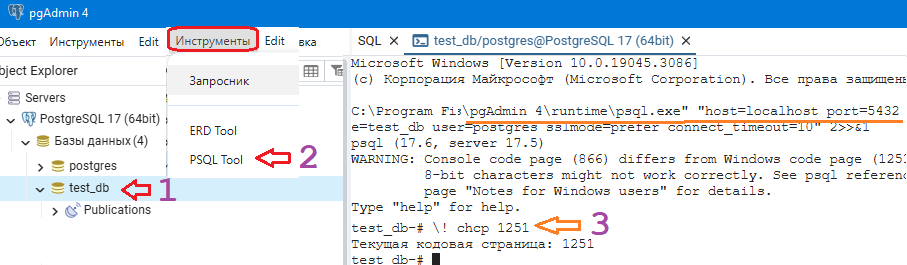 pgAdmin 4
Объект Инструменты Edit Инструменты Edit вка
bject Explorer
Servers
PostgreSQL 17 (64bit)
Базы данных (4)
postgres
test_db
Publications
1
Запросник
ERD Tool
PSQL Tool
2
SQL test_db/postgres@PostgreSQL 17 (64bit)
Microsoft Windows [Version 10.0.19045.3086]
(c) Корпорация Майкрософт (Microsoft Corporation). Все права защищены
C:\Program Fi\pgAdmin 4\runtime\psql.exe" "host=localhost port=5432
e=test_db user=postgres sslmode=prefer connect_timeout=10" 2>>&1
psql (17.6, server 17.5)
WARNING: Console code page (866) differs from Windows code page (1251
8-bit characters might not work correctly. See psql referen
page "Notes for Windows users" for details.
Type "help" for help.
test_db-# \! chcp 1251
3
Текущая кодовая страница: 1251
test_db-#